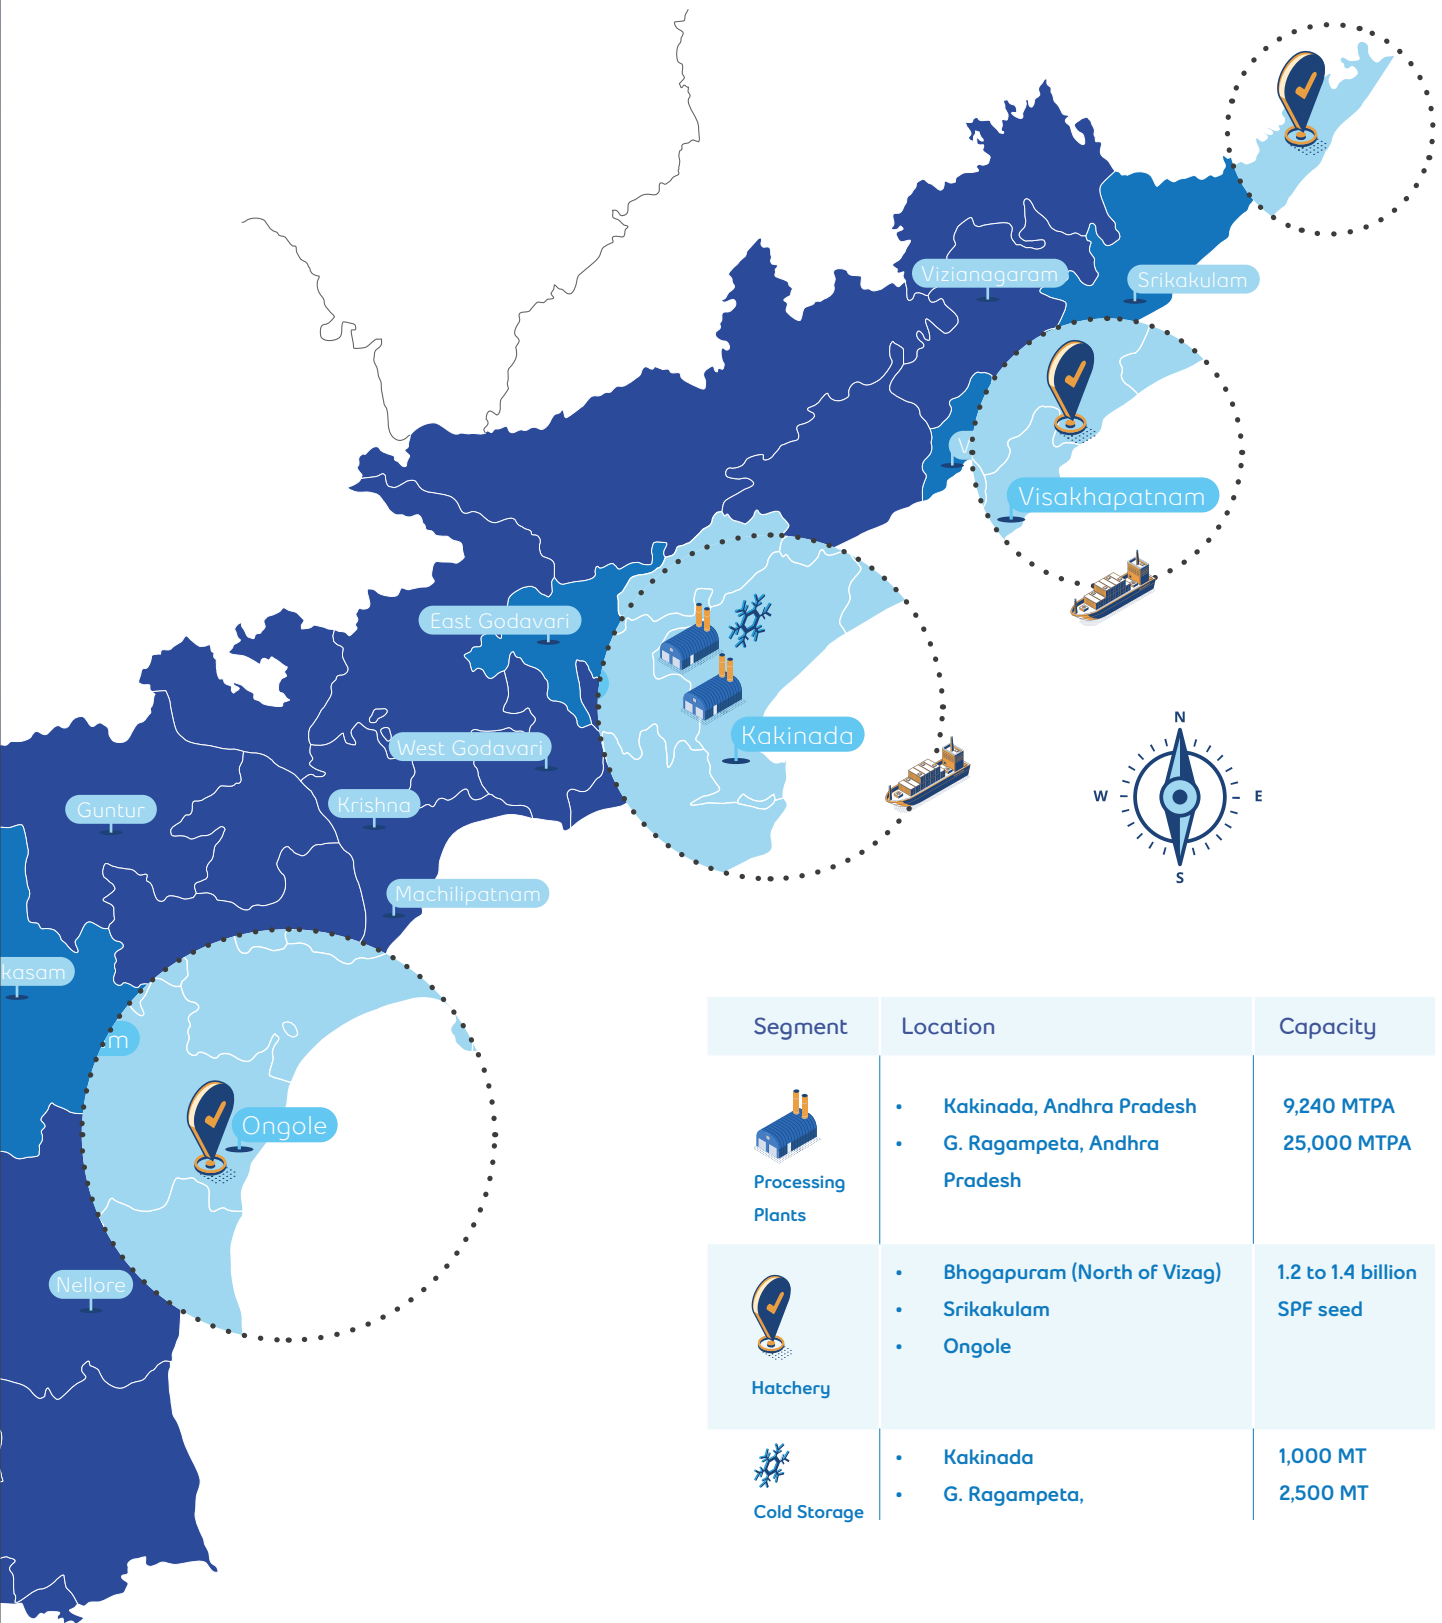 Vizianagaram
Srikakulam
V
Visakhapatnam
East Godavari
Kakinada
West Godavari
Krishna
Guntur
Machilipatnam
kasam
m
Ongole
Nellore
N
W
E
S
Segment Location Capacity
• Kakinada, Andhra Pradesh 9,240 MTPA
• G. Ragampeta, Andhra 25,000 MTPA
Pradesh
Processing
Plants
• Bhogapuram (North of Vizag) 1.2 to 1.4 billion
• Srikakulam SPF seed
• Ongole
Hatchery
• Kakinada 1,000 MT
• G. Ragampeta, 2,500 MT
Cold Storage